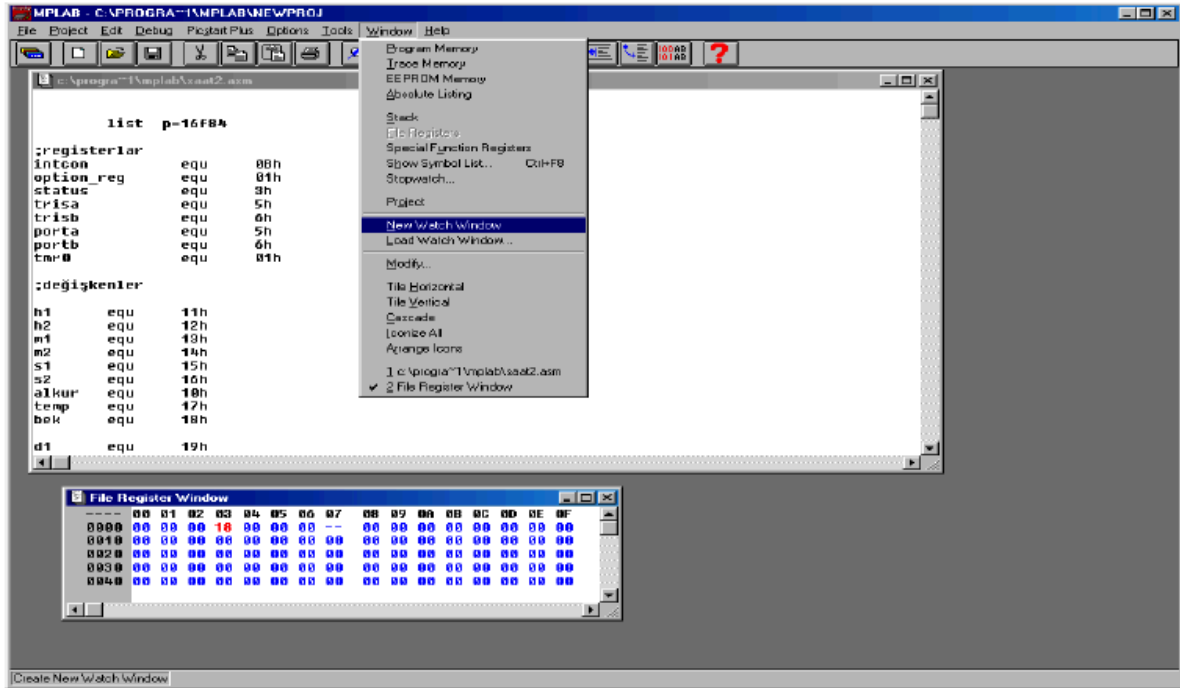 MPLAB - C:\PROGRA~1\MPLAB\NEWPROJ
File Project Edit Debug Picstart Plus Options Tools Window Help
c:\progra~1\mplab\saat2.asm
list p=16F84
;registerlar
intcon equ 0Bh
option_reg equ 01h
status equ 3h
trisa equ 5h
trisb equ 6h
porta equ 5h
portb equ 6h
tmr0 equ 01h
;değişkenler
h1 equ 11h
h2 equ 12h
m1 equ 13h
m2 equ 14h
s1 equ 15h
s2 equ 16h
alkur equ 10h
temp equ 17h
bek equ 18h
d1 equ 19h
Program Memory
Trace Memory
EEPROM Memory
Absolute Listing
Stack
File Registers
Special Function Registers
Show Symbol List... Ctrl+F8
Stopwatch...
Project
New Watch Window
Load Watch Window...
Modify...
Tile Horizontal
Tile Vertical
Cascade
Iconize All
Arrange Icons
1 c:\progra~1\mplab\saat2.asm
✔ 2 File Register Window
File Register Window
---- 00 01 02 03 04 05 06 07 08 09 0A 0B 0C 0D 0E 0F
0000 00 00 00 18 00 00 00 -- 00 00 00 00 00 00 00 00
0010 00 00 00 00 00 00 00 00 00 00 00 00 00 00 00 00
0020 00 00 00 00 00 00 00 00 00 00 00 00 00 00 00 00
0030 00 00 00 00 00 00 00 00 00 00 00 00 00 00 00 00
0040 00 00 00 00 00 00 00 00 00 00 00 00 00 00 00 00
Create New Watch Window